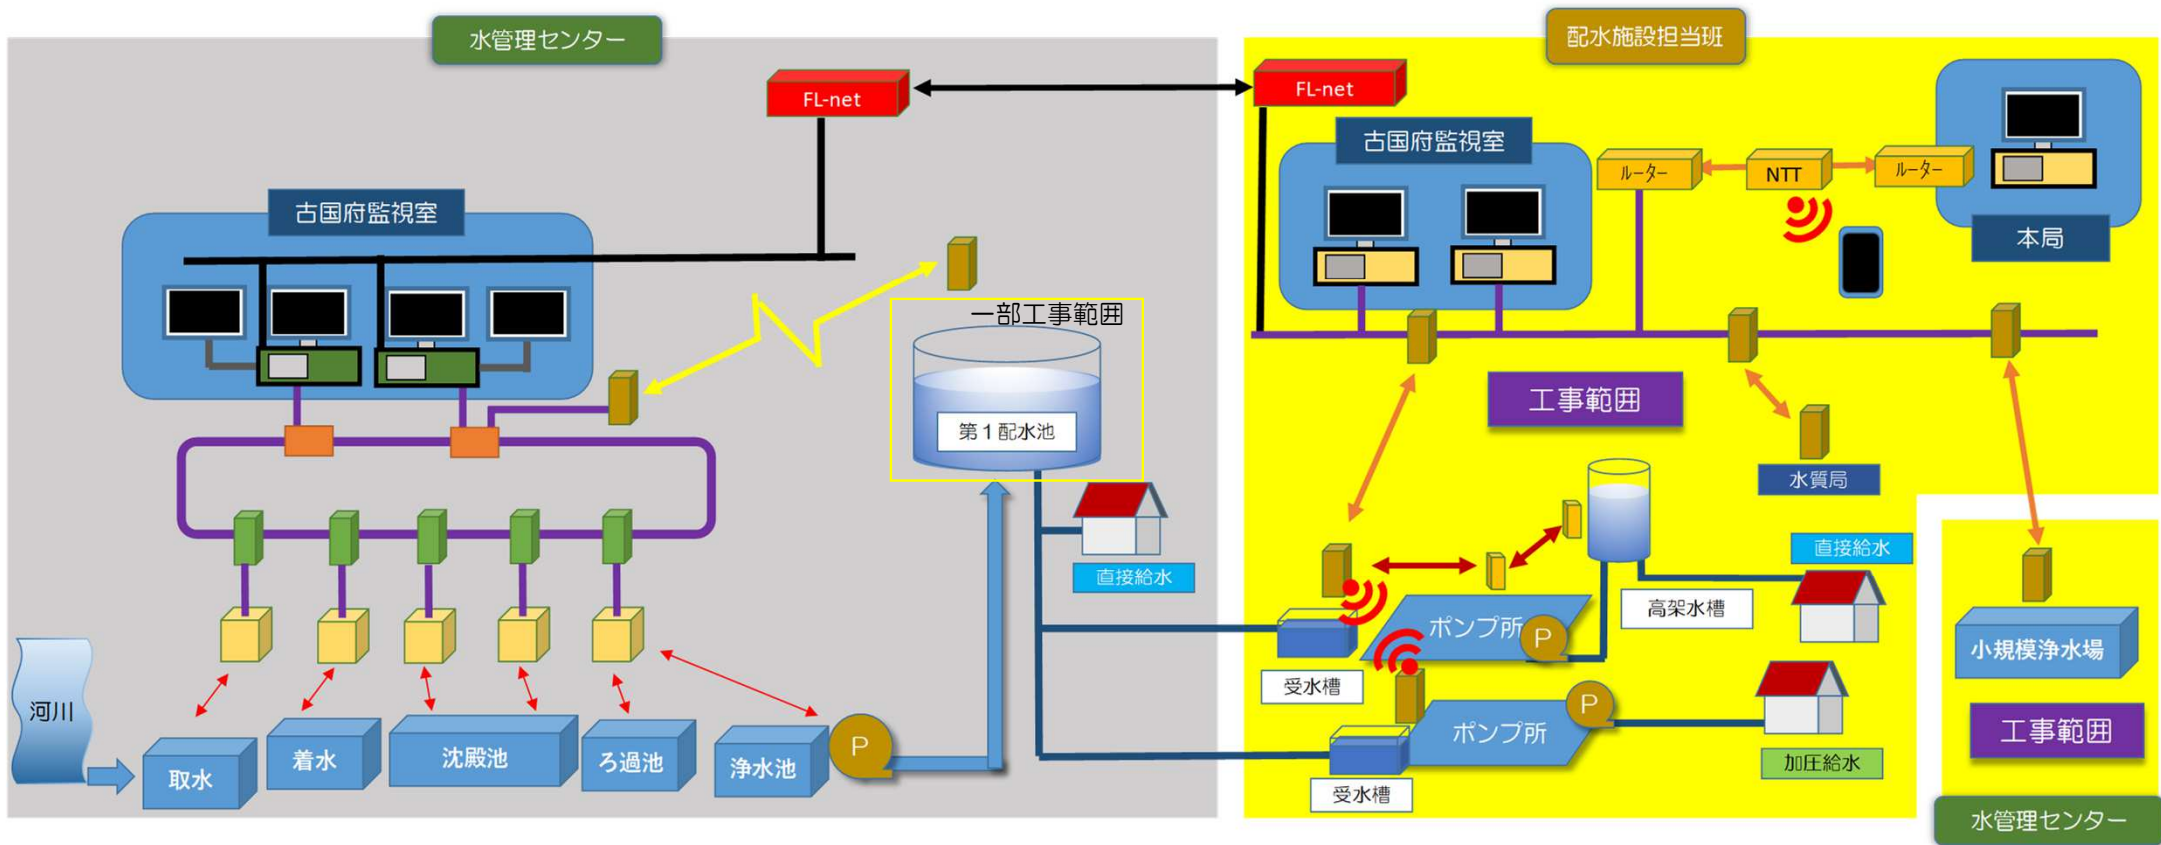 水管理センター
配水施設担当班
FL-net
FL-net
古国府監視室
古国府監視室
ルーター
NTT
ルーター
本局
一部工事範囲
第１配水池
工事範囲
水質局
直接給水
直接給水
高架水槽
ポンプ所
P
受水槽
小規模浄水場
河川
取水
着水
沈殿池
ろ過池
浄水池
P
ポンプ所
P
受水槽
加圧給水
工事範囲
水管理センター